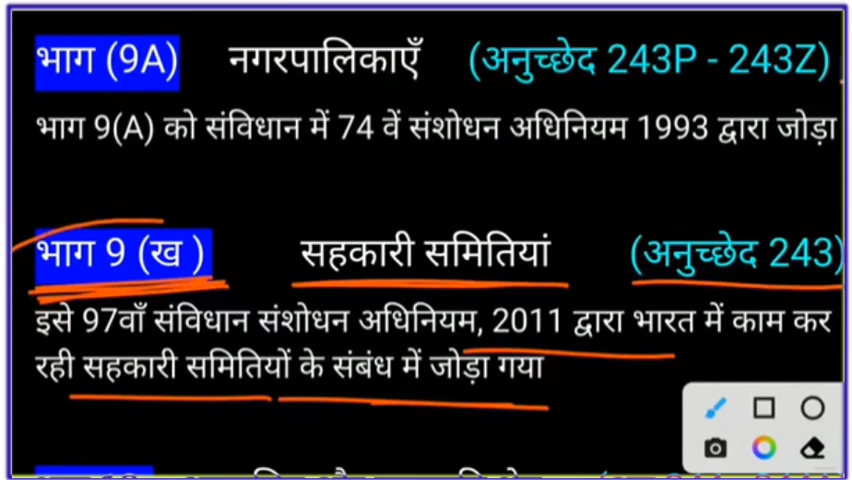 भाग (9A) नगरपालिकाएँ (अनुच्छेद 243P - 243Z)
भाग 9(A) को संविधान में 74 वें संशोधन अधिनियम 1993 द्वारा जोड़ा
भाग 9 (ख ) सहकारी समितियां (अनुच्छेद 243)
इसे 97वाँ संविधान संशोधन अधिनियम, 2011 द्वारा भारत में काम कर
रही सहकारी समितियों के संबंध में जोड़ा गया